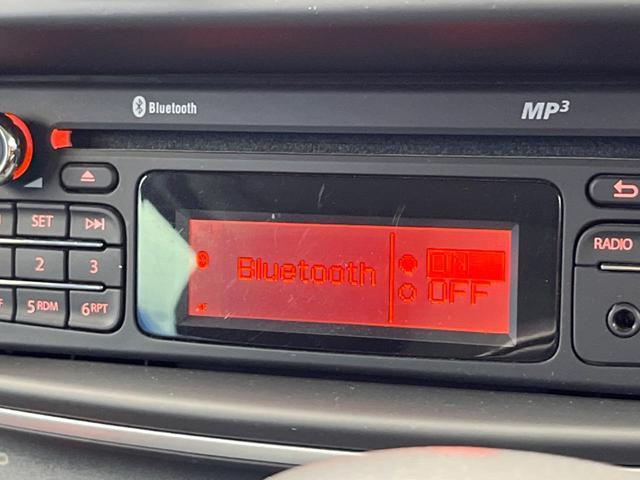 Bluetooth
MP3
SET
RADIO
2 3
5 RDM 6 RPT
Bluetooth ON
OFF